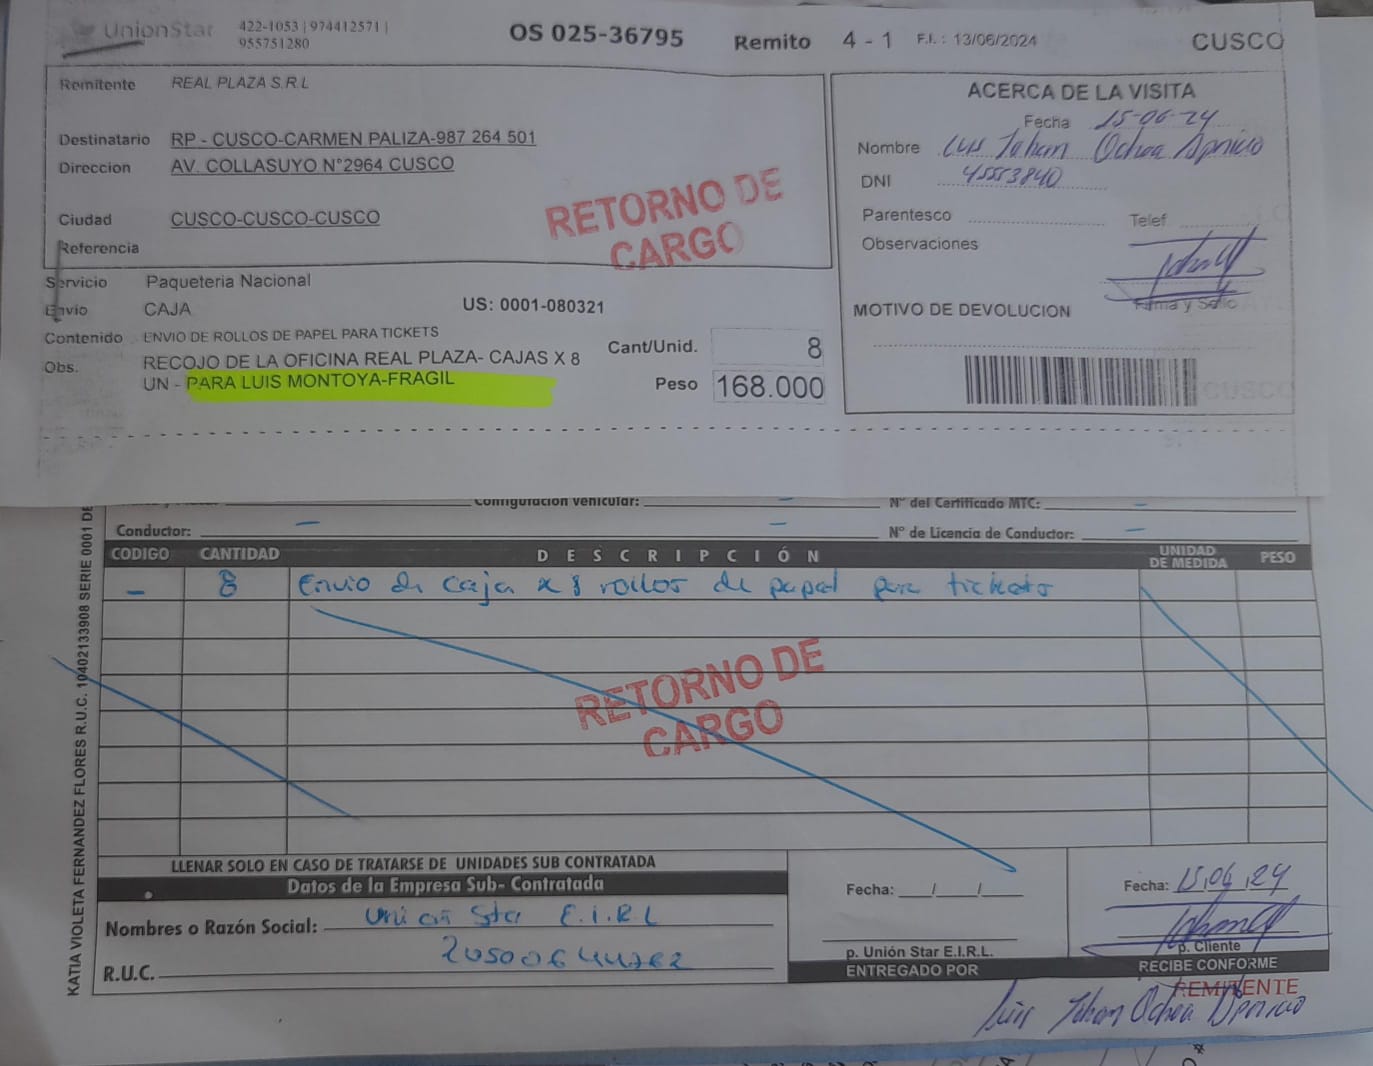 UnionStar 422-1053 | 974412571 |
955751280
OS 025-36795 Remito 4 - 1 F.I. : 13/06/2024 CUSCO
Remitente REAL PLAZA S.R.L
Destinatario RP - CUSCO-CARMEN PALIZA-987 264 501
Direccion AV. COLLASUYO N°2964 CUSCO
Ciudad CUSCO-CUSCO-CUSCO
Referencia
RETORNO DE
CARGO
Servicio Paqueteria Nacional
Envio CAJA US: 0001-080321
Contenido ENVIO DE ROLLOS DE PAPEL PARA TICKETS
Obs. RECOJO DE LA OFICINA REAL PLAZA- CAJAS X 8
UN - PARA LUIS MONTOYA-FRAGIL
Cant/Unid. 8
Peso 168.000
ACERCA DE LA VISITA
Fecha 15-06-24
Nombre Luis Johan Ochoa Aparicio
DNI 45513840
Parentesco Telef
Observaciones
Firma y Sello
MOTIVO DE DEVOLUCION
CUSCO
Configuración Vehicular: N° del Certificado MTC: –
Conductor: – – N° de Licencia de Conductor: –
CODIGO CANTIDAD DESCRIPCIÓN UNIDAD DE MEDIDA PESO
– 8 Envio de caja x 8 rollos de papel para tickets
RETORNO DE
CARGO
KATIA VIOLETA FERNANDEZ FLORES R.U.C. 10402133908 SERIE 0001 DE
LLENAR SOLO EN CASO DE TRATARSE DE UNIDADES SUB CONTRATADA
Datos de la Empresa Sub- Contratada
Nombres o Razón Social: Union Star E.I.R.L
R.U.C.
Fecha: __/__/__
p. Unión Star E.I.R.L.
ENTREGADO POR
Fecha: 15,06,24
p. Cliente
RECIBE CONFORME
REMITENTE
Luis Johan Ochoa Aparicio